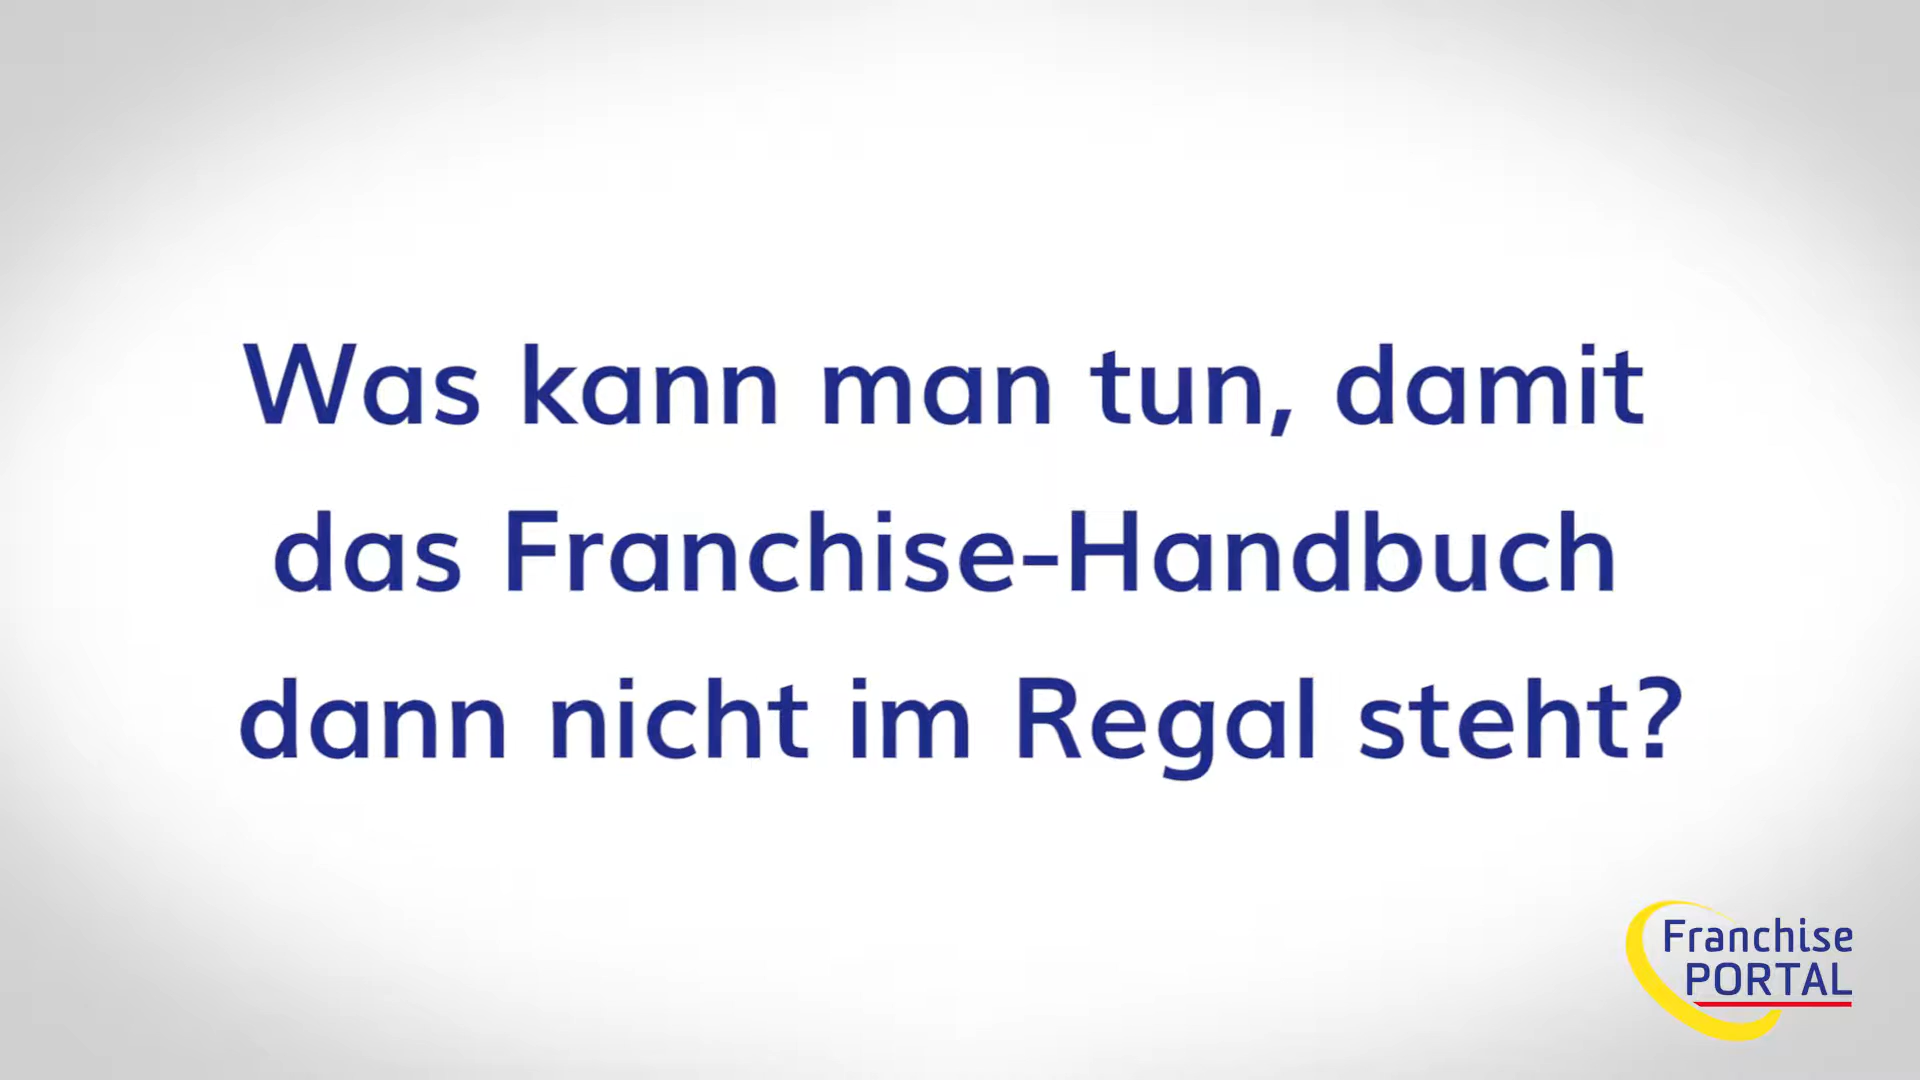 Was kann man tun, damit
das Franchise-Handbuch
dann nicht im Regal steht?
Franchise
PORTAL